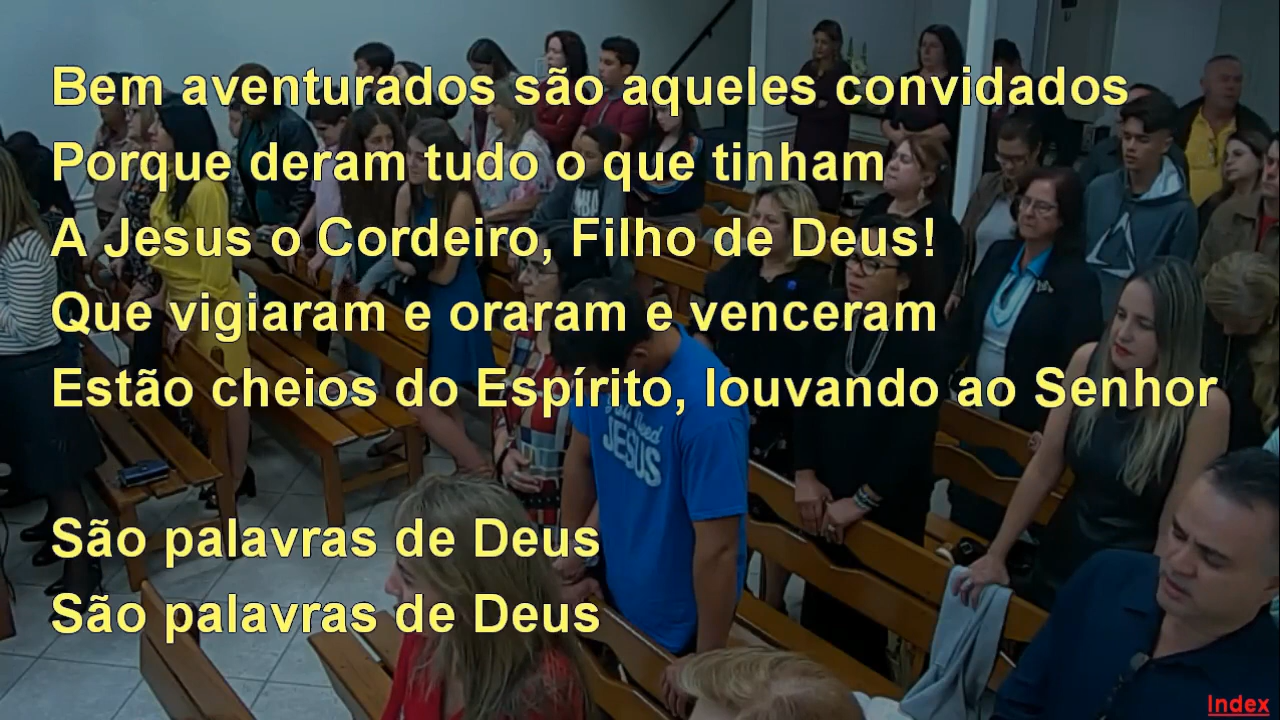 Bem aventurados são aqueles convidados
Porque deram tudo o que tinham
A Jesus o Cordeiro, Filho de Deus!
Que vigiaram e oraram e venceram
Estão cheios do Espírito, louvando ao Senhor
need
JESUS
São palavras de Deus
São palavras de Deus
Index